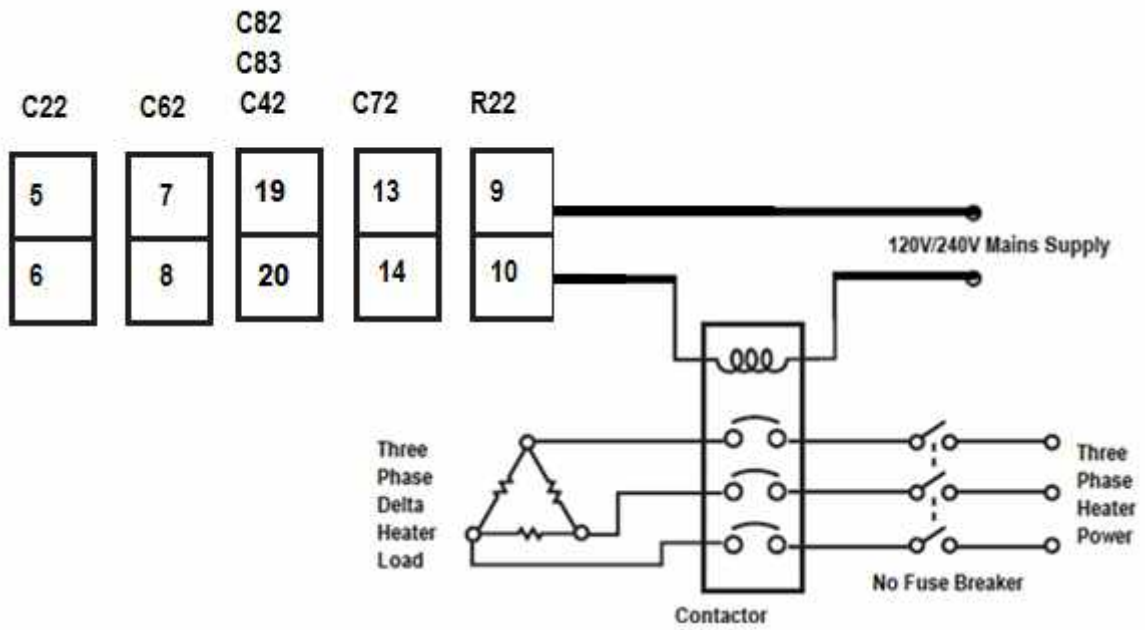 C82
C83
C22 C62 C42 C72 R22
5 7 19 13 9
6 8 20 14 10
120V/240V Mains Supply
Three
Phase
Delta
Heater
Load
Three
Phase
Heater
Power
No Fuse Breaker
Contactor